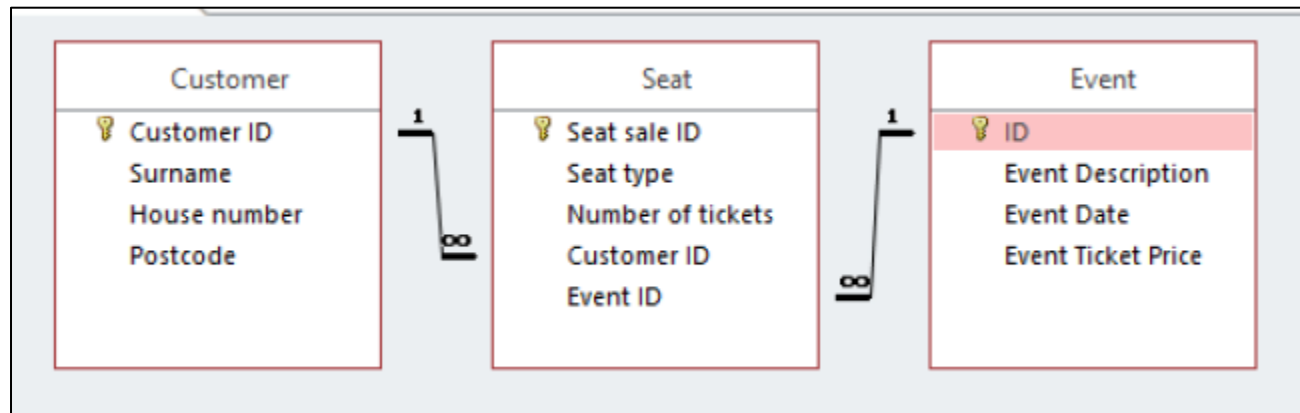 Customer
Customer ID
Surname
House number
Postcode
1
∞
Seat
Seat sale ID
Seat type
Number of tickets
Customer ID
Event ID
1
∞
Event
ID
Event Description
Event Date
Event Ticket Price